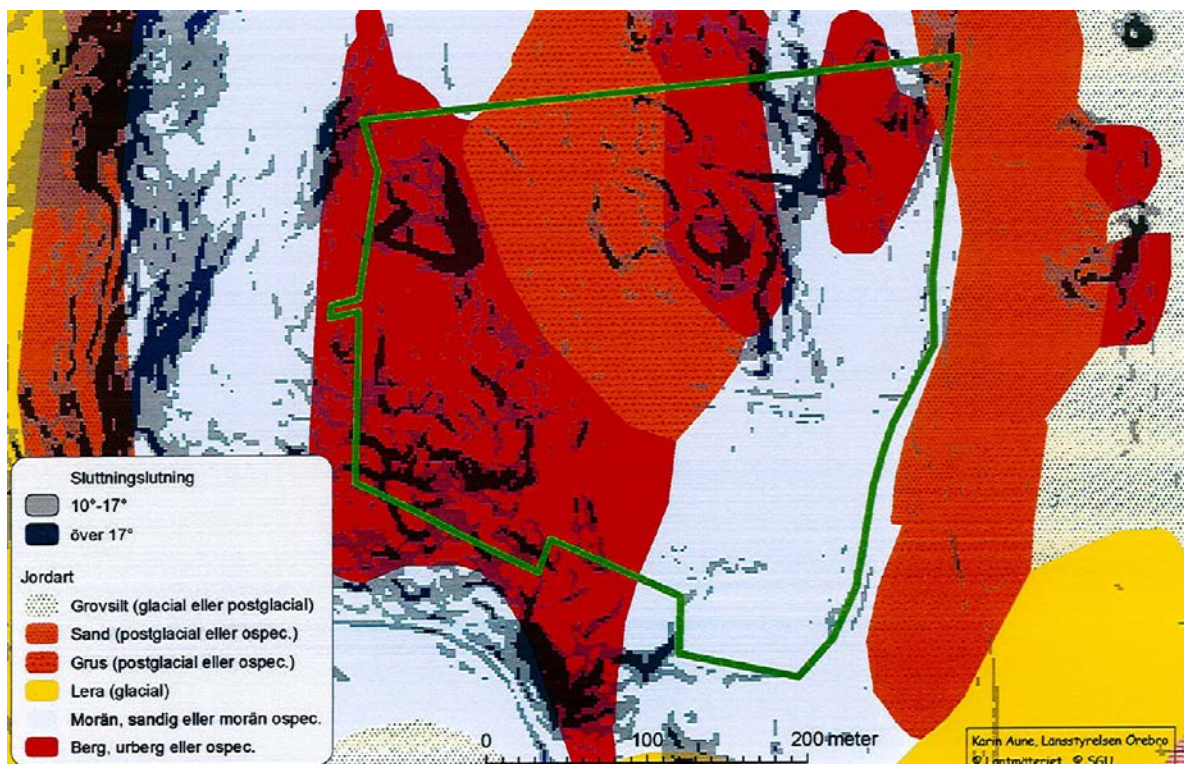 Sluttningslutning
10°-17°
över 17°
Jordart
Grovsilt (glacial eller postglacial)
Sand (postglacial eller ospec.)
Grus (postglacial eller ospec.)
Lera (glacial)
Morän, sandig eller morän ospec.
Berg, urberg eller ospec.
0 100 200 meter
Karin Aune, Länsstyrelsen Örebro
© Lantmäteriet © SGU